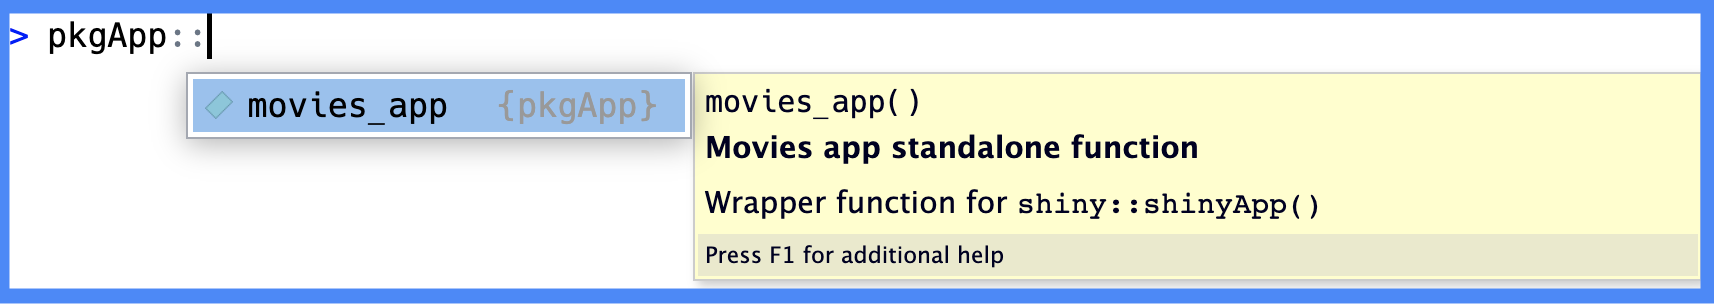 > pkgApp::
movies_app {pkgApp}
movies_app()
Movies app standalone function
Wrapper function for shiny::shinyApp()
Press F1 for additional help